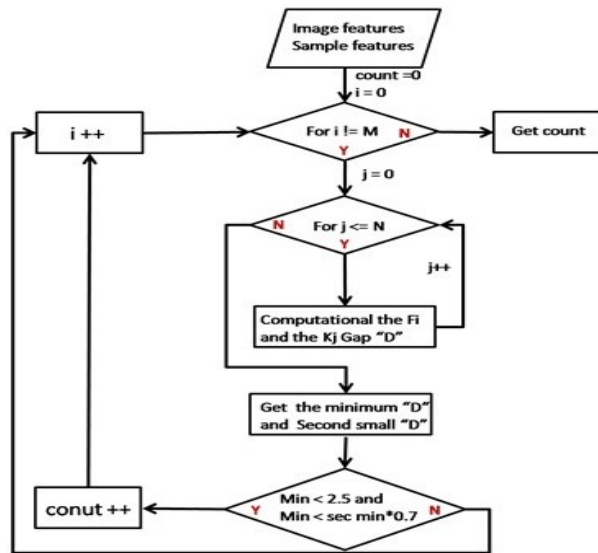 Image features
Sample features
count =0
i = 0
i ++
For i != M
N
Y
Get count
j = 0
N
For j <= N
Y
j++
Computational the Fi
and the Kj Gap “D”
Get the minimum “D”
and Second small “D”
conut ++
Y
Min < 2.5 and
Min < sec min*0.7
N